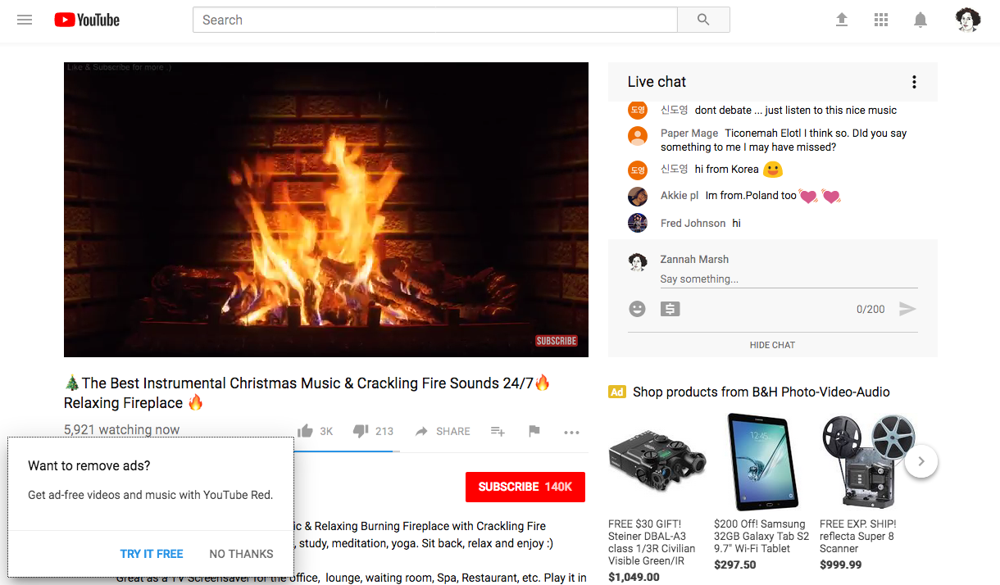 YouTube
Search
Like & Subscribe for more :)
SUBSCRIBE
🎄The Best Instrumental Christmas Music & Crackling Fire Sounds 24/7🔥
Relaxing Fireplace 🔥
5,921 watching now
3K
213
SHARE
SUBSCRIBE 140K
ic & Relaxing Burning Fireplace with Crackling Fire
, study, meditation, yoga. Sit back, relax and enjoy :)
Great as a TV Screensaver for the office, lounge, waiting room, Spa, Restaurant, etc. Play it in
Want to remove ads?
Get ad-free videos and music with YouTube Red.
TRY IT FREE
NO THANKS
Live chat
도영 신도영 dont debate ... just listen to this nice music
Paper Mage Ticonemah Elotl I think so. DId you say
something to me I may have missed?
도영 신도영 hi from Korea 😃
Akkie pl Im from.Poland too 💓 💓
Fred Johnson hi
Zannah Marsh
Say something...
0/200
HIDE CHAT
Ad Shop products from B&H Photo-Video-Audio
FREE $30 GIFT!
Steiner DBAL-A3
class 1/3R Civilian
Visible Green/IR
$1,049.00
$200 Off! Samsung
32GB Galaxy Tab S2
9.7" Wi-Fi Tablet
$297.50
FREE EXP. SHIP!
reflecta Super 8
Scanner
$999.99